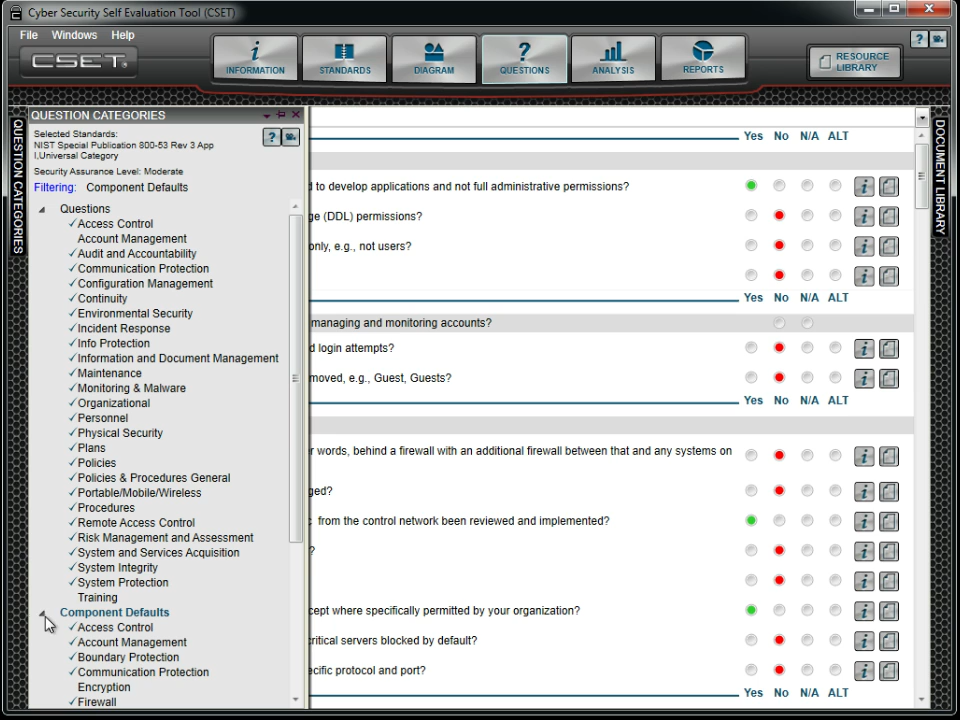 Cyber Security Self Evaluation Tool (CSET)
File Windows Help
CSET
INFORMATION
STANDARDS
DIAGRAM
QUESTIONS
ANALYSIS
REPORTS
RESOURCE LIBRARY
QUESTION CATEGORIES
QUESTION CATEGORIES
Selected Standards:
NIST Special Publication 800-53 Rev 3 App
I,Universal Category
Security Assurance Level: Moderate
Filtering: Component Defaults
Questions
✓Access Control
Account Management
✓Audit and Accountability
✓Communication Protection
✓Configuration Management
✓Continuity
✓Environmental Security
✓Incident Response
✓Info Protection
✓Information and Document Management
✓Maintenance
✓Monitoring & Malware
✓Organizational
✓Personnel
✓Physical Security
✓Plans
✓Policies
✓Policies & Procedures General
✓Portable/Mobile/Wireless
✓Procedures
✓Remote Access Control
✓Risk Management and Assessment
✓System and Services Acquisition
✓System Integrity
✓System Protection
Training
Component Defaults
✓Access Control
✓Account Management
✓Boundary Protection
✓Communication Protection
Encryption
✓Firewall
Yes No N/A ALT
d to develop applications and not full administrative permissions?
ge (DDL) permissions?
only, e.g., not users?
Yes No N/A ALT
managing and monitoring accounts?
d login attempts?
moved, e.g., Guest, Guests?
Yes No N/A ALT
r words, behind a firewall with an additional firewall between that and any systems on
ged?
c from the control network been reviewed and implemented?
?
cept where specifically permitted by your organization?
critical servers blocked by default?
ecific protocol and port?
Yes No N/A ALT
DOCUMENT LIBRARY